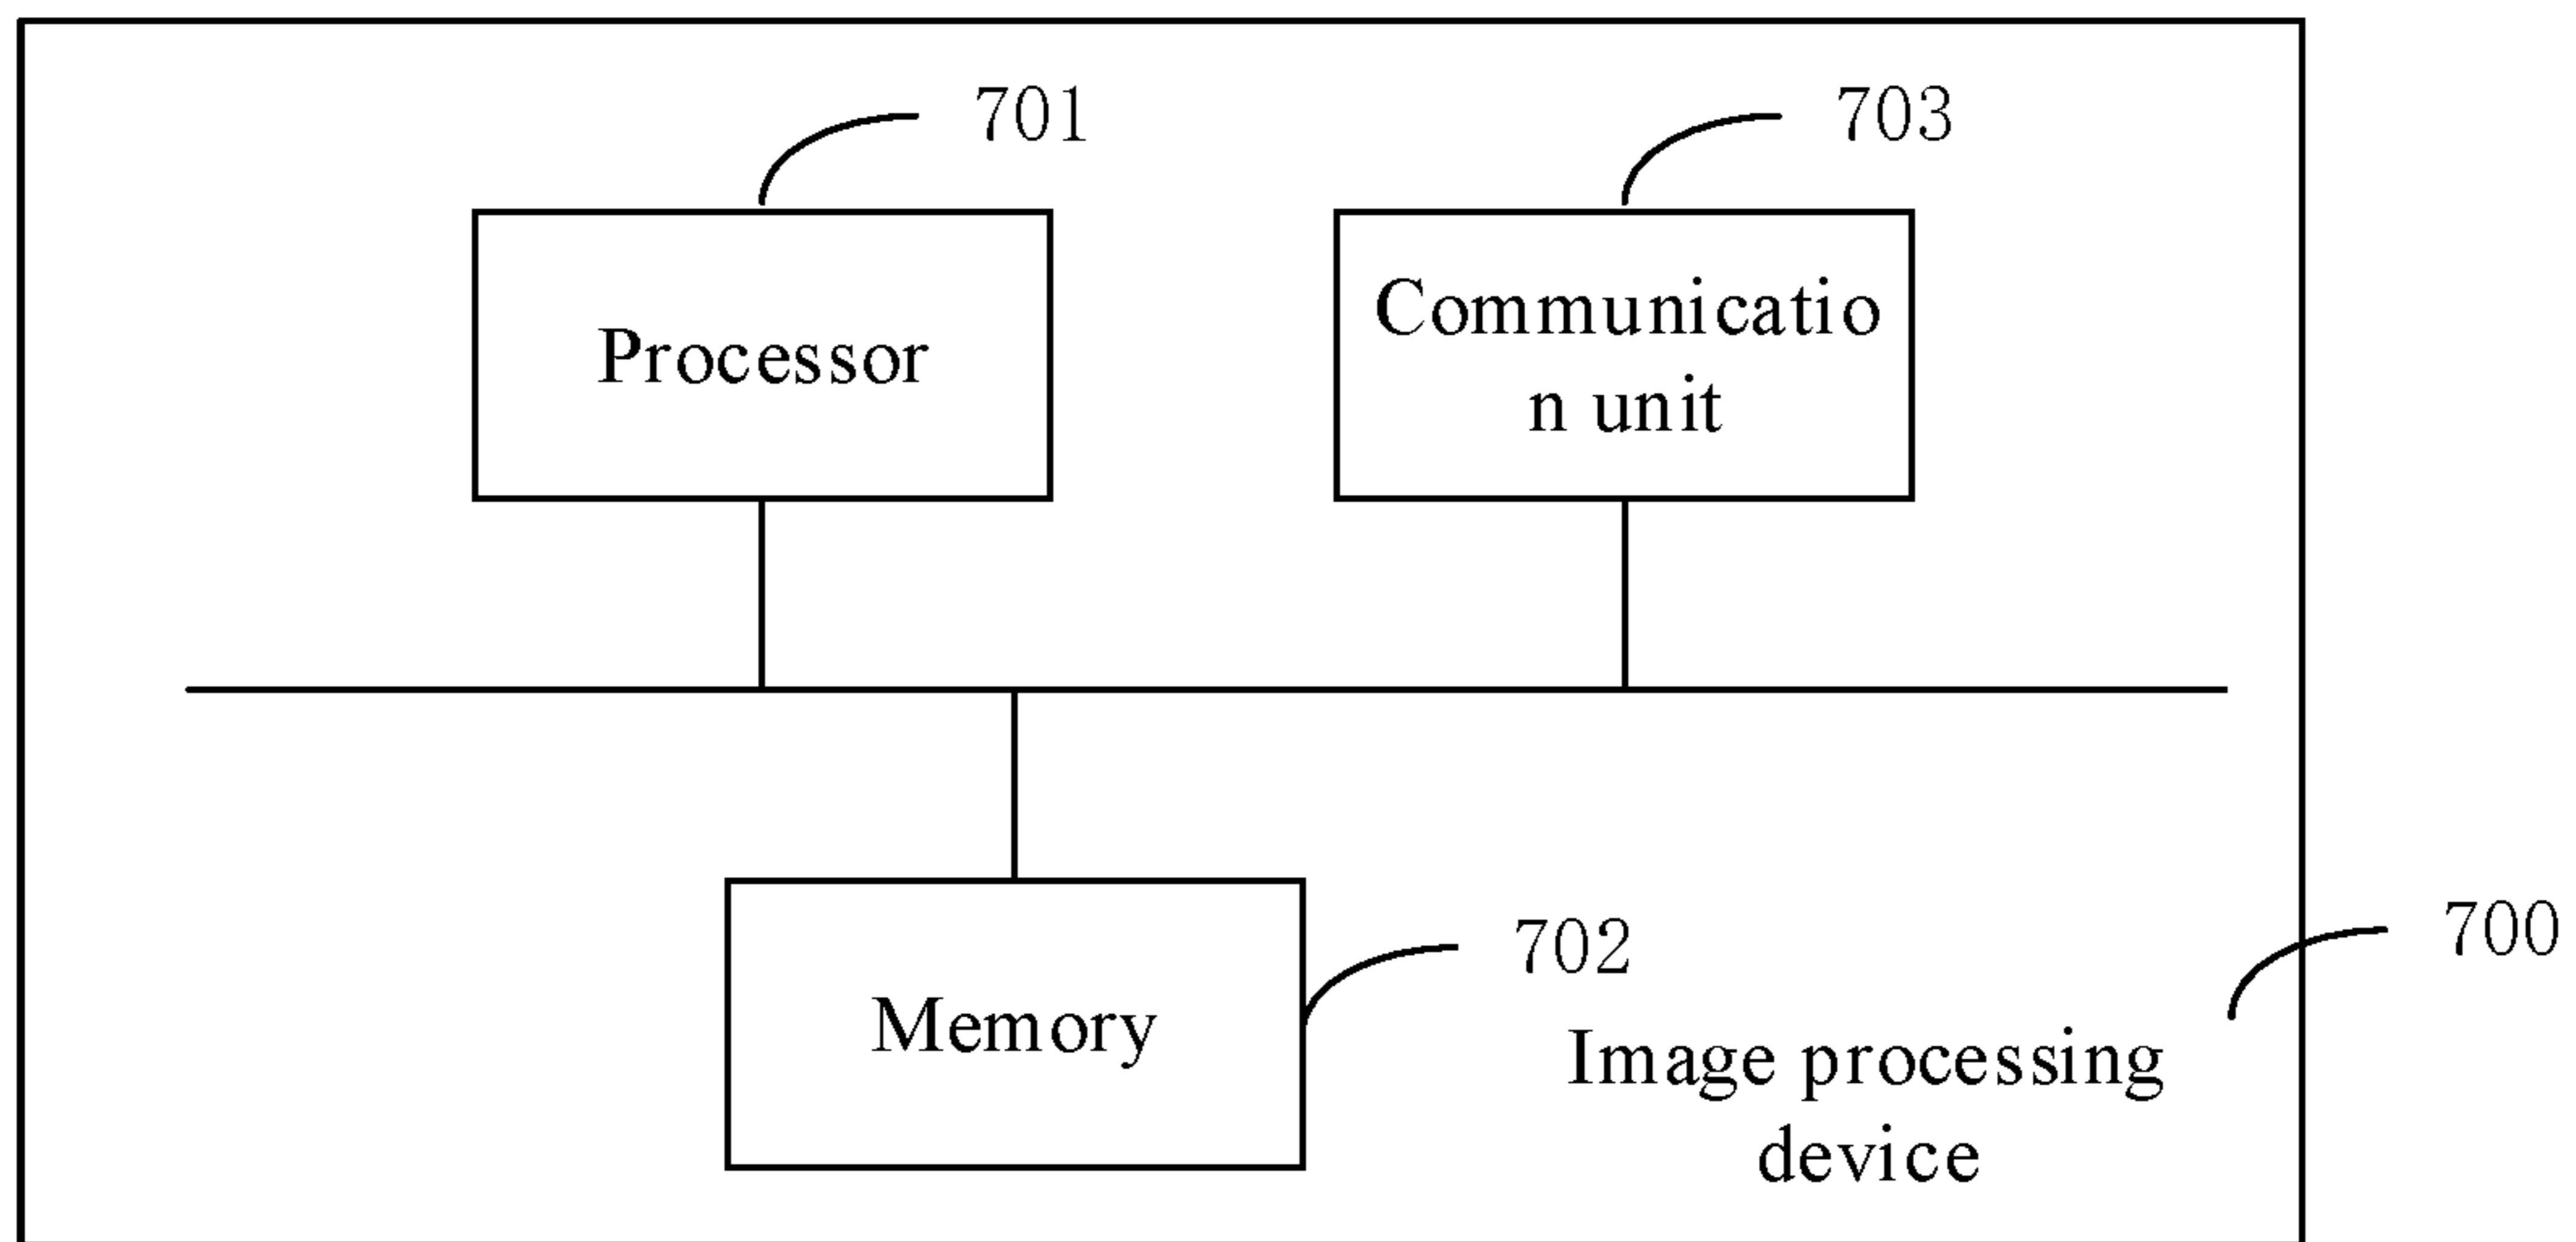 701
703
Processor
Communicatio
n unit
Memory
702
700
Image processing
device